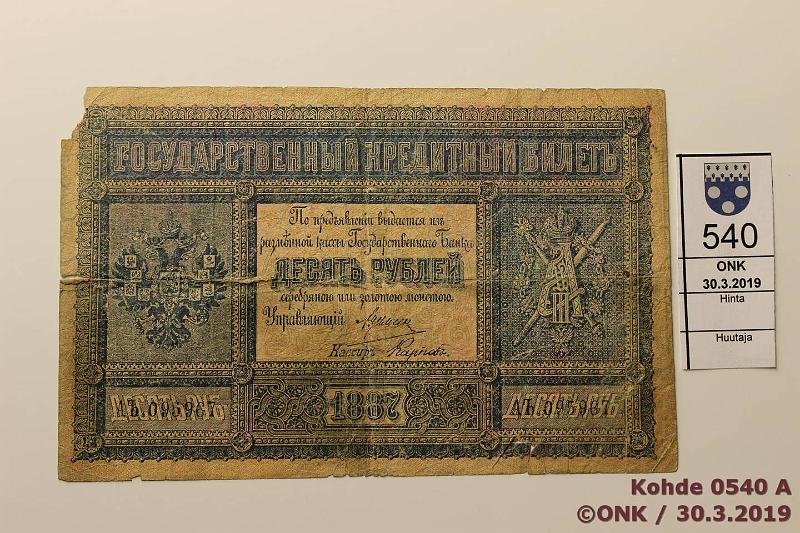 ГОСУДАРСТВЕННЫЙ КРЕДИТНЫЙ БИЛЕТЪ
По предъявленіи выдается изъ
размѣнной кассы Государственнаго Банка
ДЕСЯТЬ РУБЛЕЙ
серебряною или золотою монетою.
Управляющій
Кассиръ
1887
540
ONK
30.3.2019
Hinta
Huutaja
Kohde 0540 A
©ONK / 30.3.2019